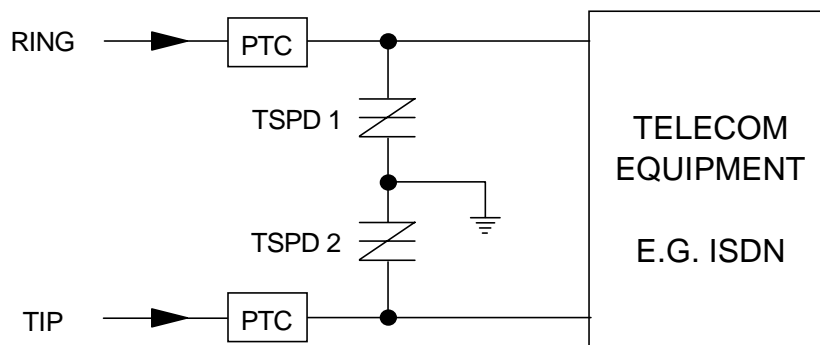 RING
PTC
TSPD 1
TELECOM
EQUIPMENT
TSPD 2
E.G. ISDN
TIP
PTC